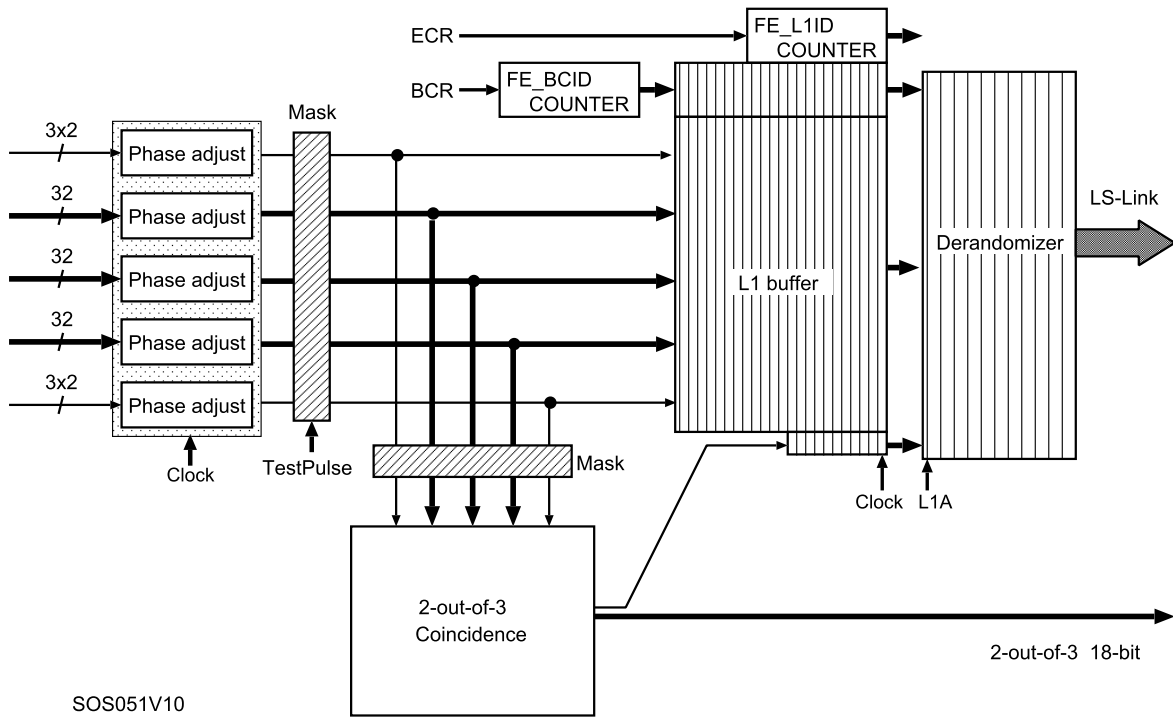 ECR
FE_L1ID
COUNTER
BCR
FE_BCID
COUNTER
Mask
3x2
Phase adjust
32
Phase adjust
32
Phase adjust
32
Phase adjust
3x2
Phase adjust
Clock
TestPulse
Mask
L1 buffer
Derandomizer
LS-Link
Clock
L1A
2-out-of-3
Coincidence
2-out-of-3 18-bit
SOS051V10